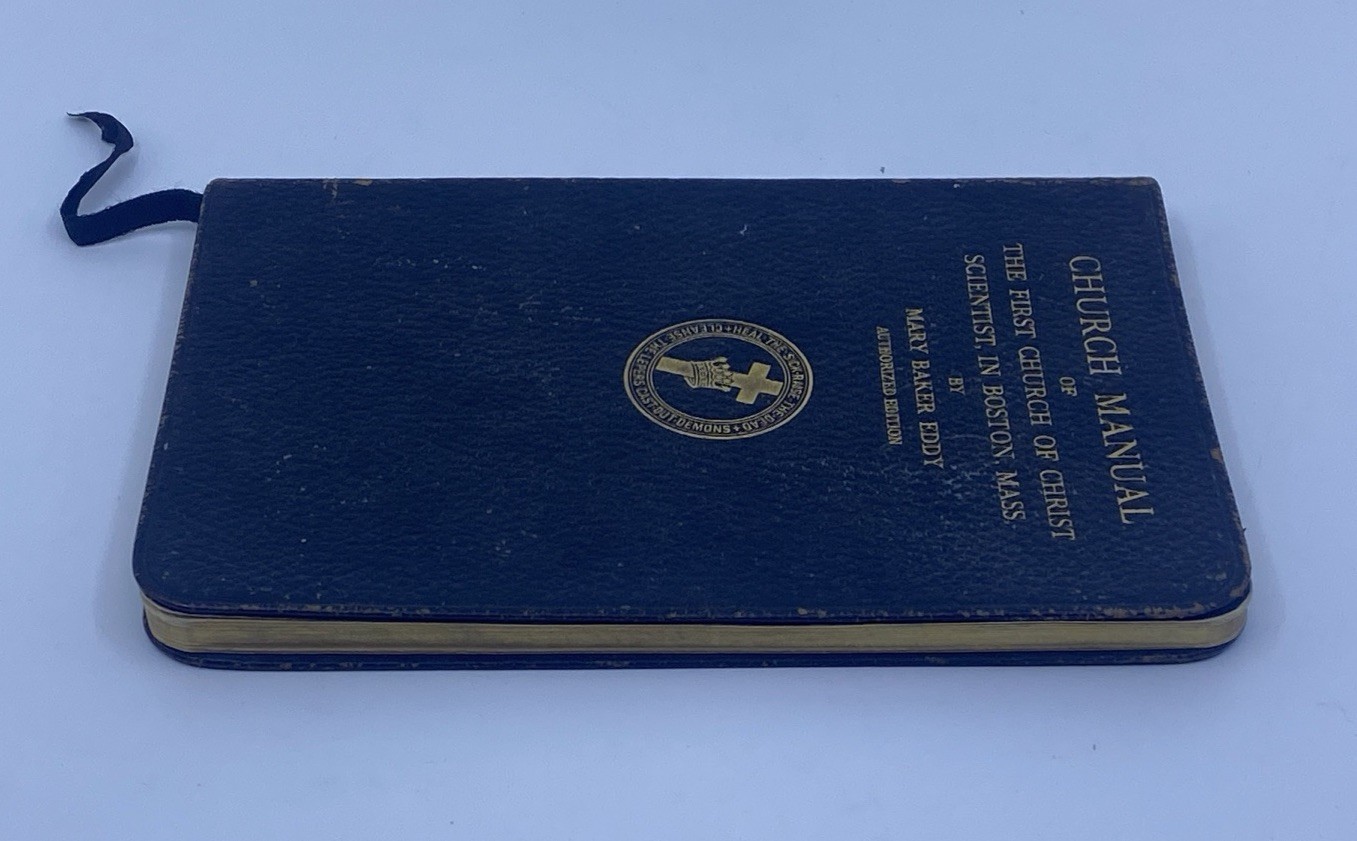 CHURCH MANUAL
OF
THE FIRST CHURCH OF CHRIST
SCIENTIST, IN BOSTON, MASS.
BY
MARY BAKER EDDY
AUTHORIZED EDITION
HEAL THE SICK • RAISE THE DEAD + CAST OUT DEMONS • CLEANSE THE LEPERS +